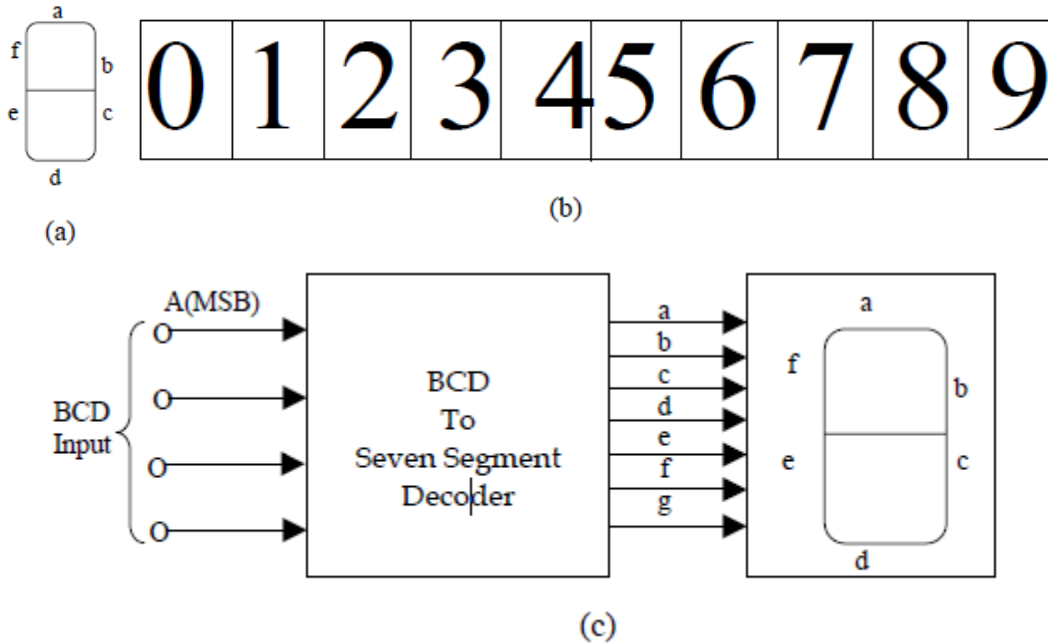 a
f
b
e
c
d
(a)
0 1 2 3 4 5 6 7 8 9
(b)
A(MSB)
O
O
O
O
BCD
Input
BCD
To
Seven Segment
Decoder
a
b
c
d
e
f
g
a
f
b
e
c
d
(c)